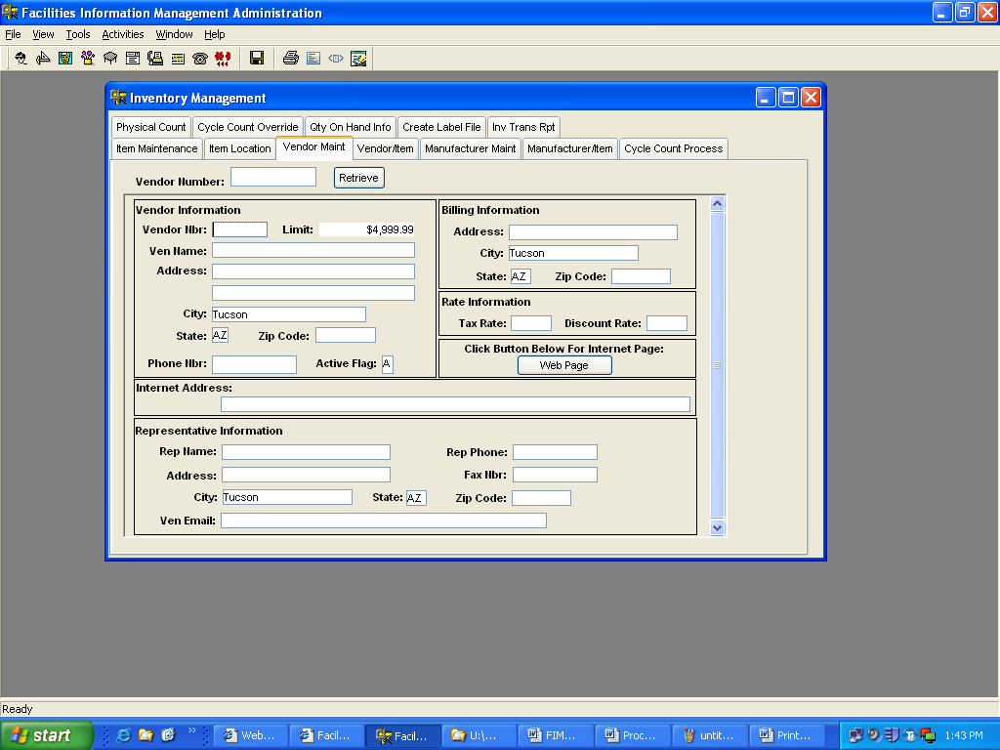 Facilities Information Management Administration
File View Tools Activities Window Help
Inventory Management
Physical Count Cycle Count Override Qty On Hand Info Create Label File Inv Trans Rpt
Item Maintenance Item Location Vendor Maint Vendor/Item Manufacturer Maint Manufacturer/Item Cycle Count Process
Vendor Number: Retrieve
Vendor Information
Vendor Nbr: Limit: $4,999.99
Ven Name:
Address:
City: Tucson
State: AZ Zip Code:
Phone Nbr: Active Flag: A
Billing Information
Address:
City: Tucson
State: AZ Zip Code:
Rate Information
Tax Rate: Discount Rate:
Click Button Below For Internet Page:
Web Page
Internet Address:
Representative Information
Rep Name: Rep Phone:
Address: Fax Nbr:
City: Tucson State: AZ Zip Code:
Ven Email:
Ready
start Web... Facil... Facil... U:\... FIM... Proc... untit... Print... 1:43 PM